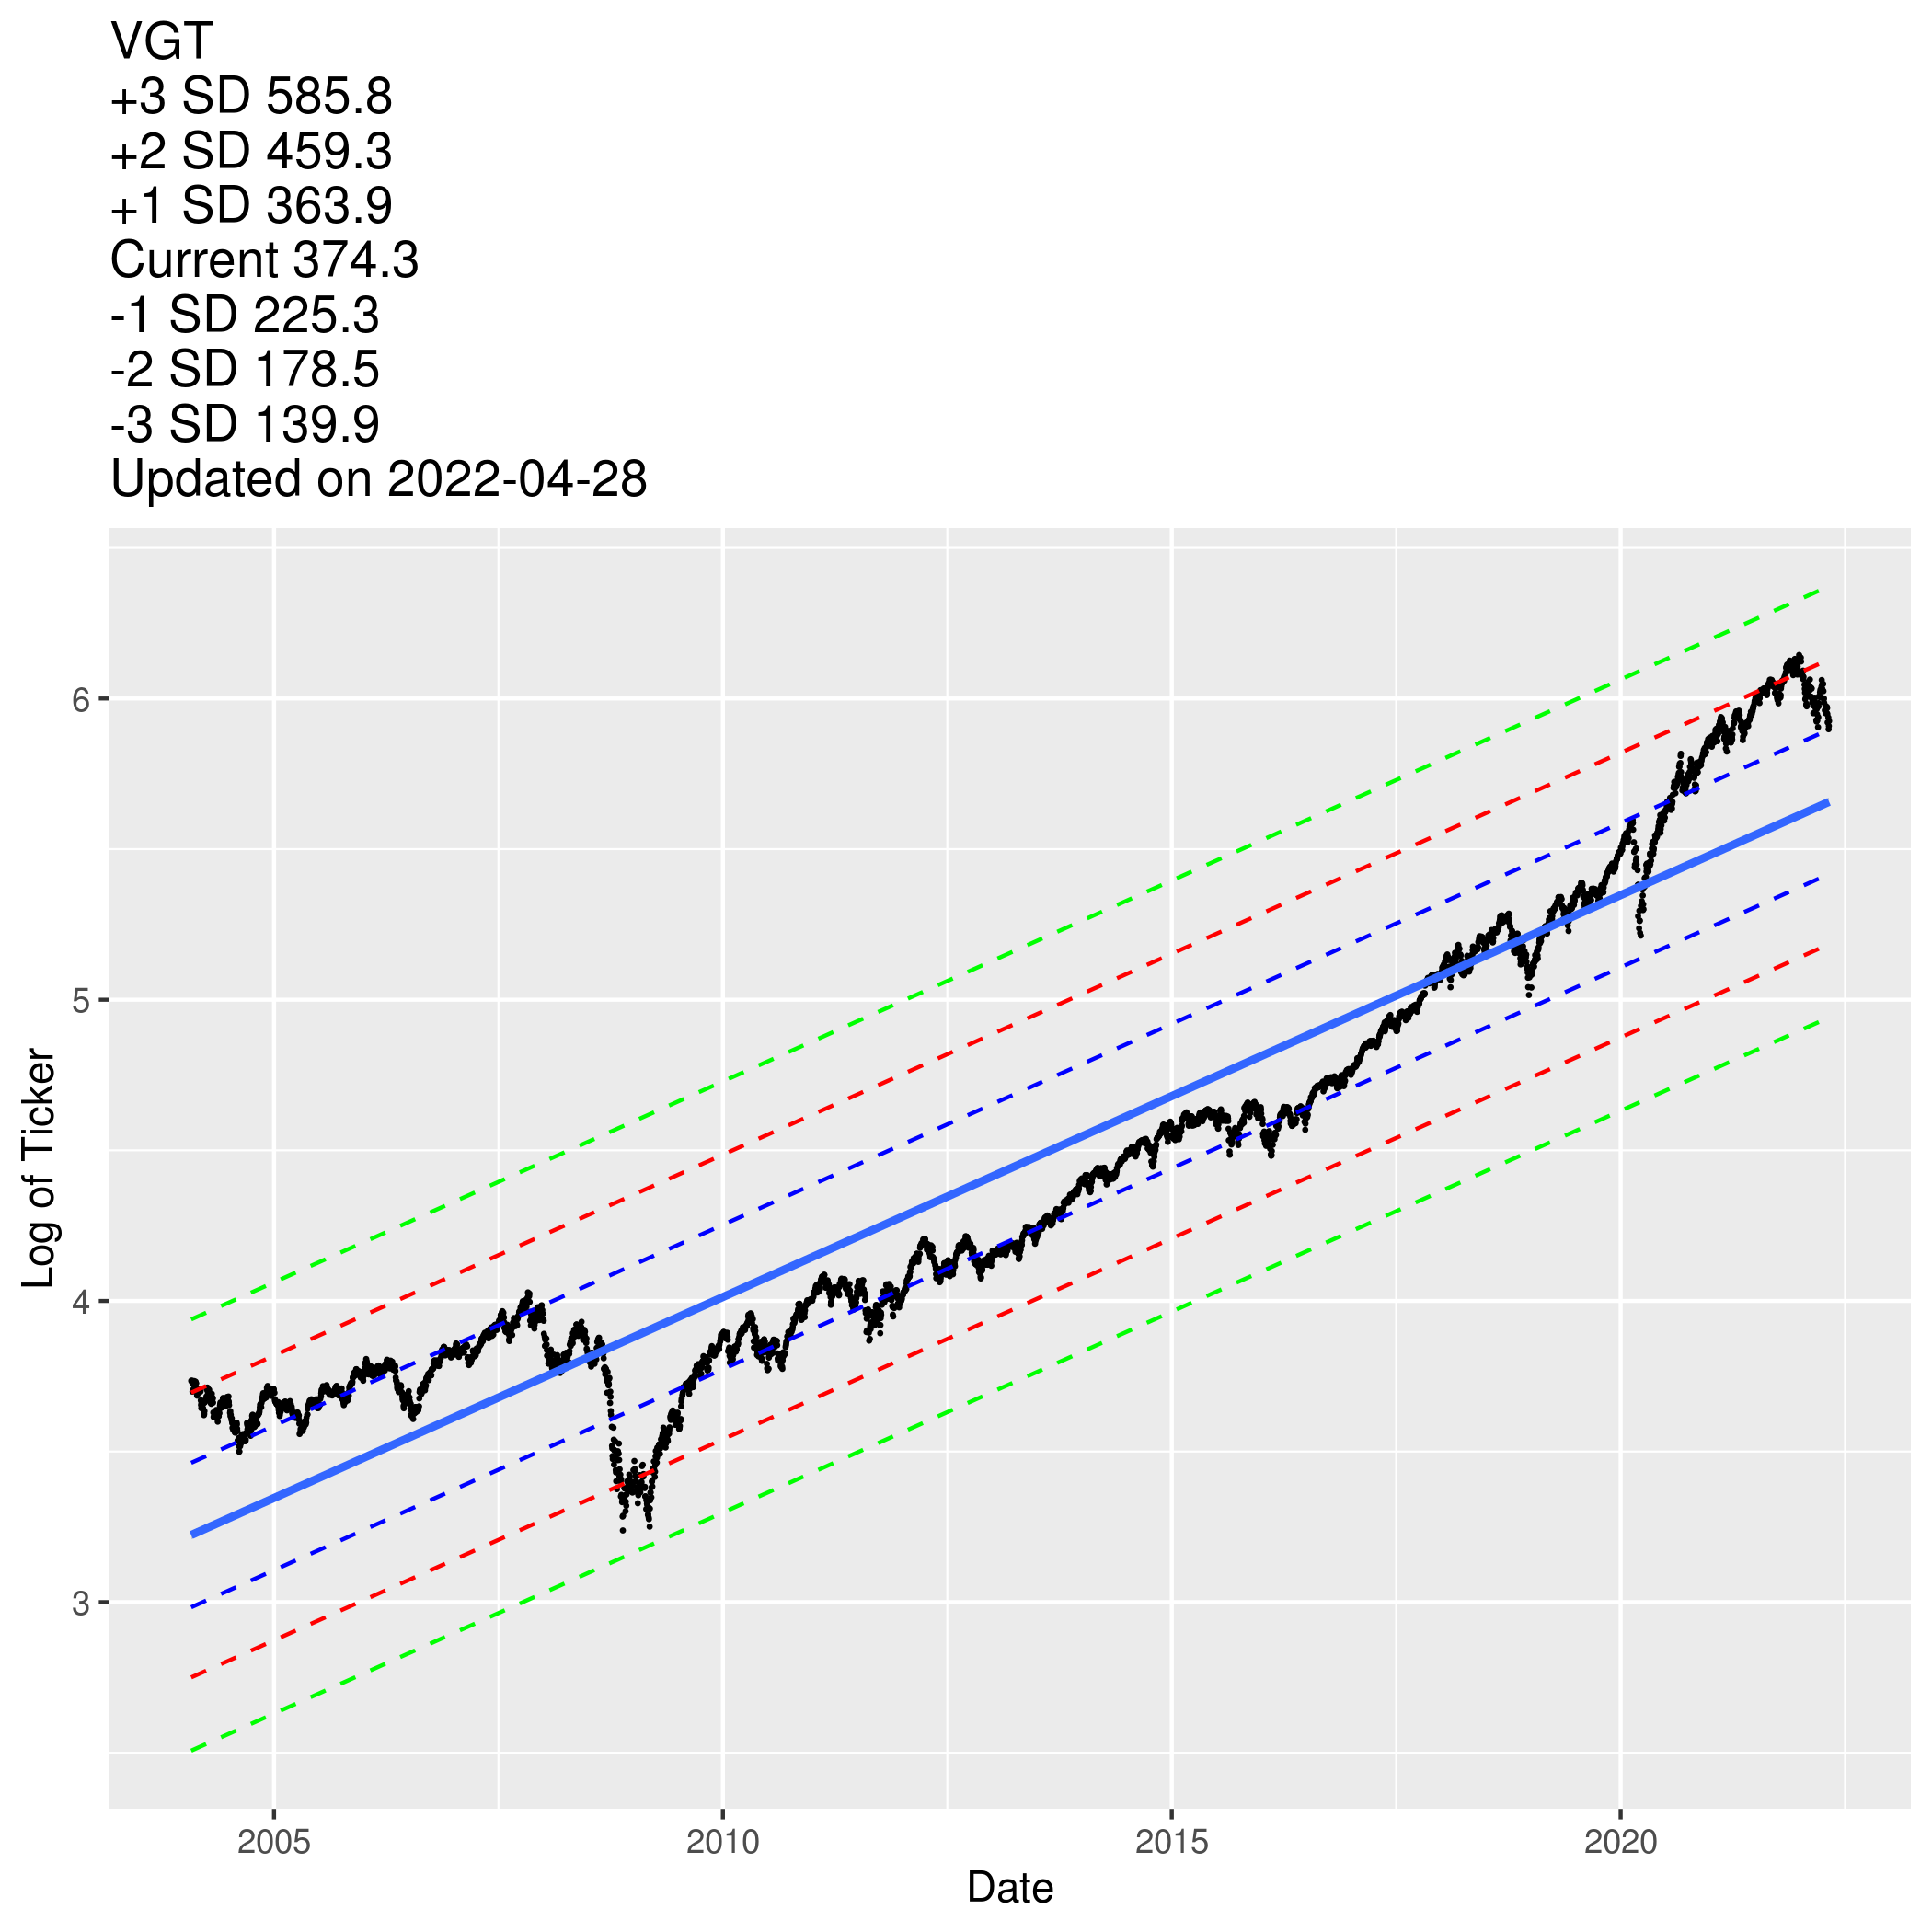 VGT
+3 SD 585.8
+2 SD 459.3
+1 SD 363.9
Current 374.3
-1 SD 225.3
-2 SD 178.5
-3 SD 139.9
Updated on 2022-04-28
6
5
4
3
Log of Ticker
2005 2010 2015 2020
Date